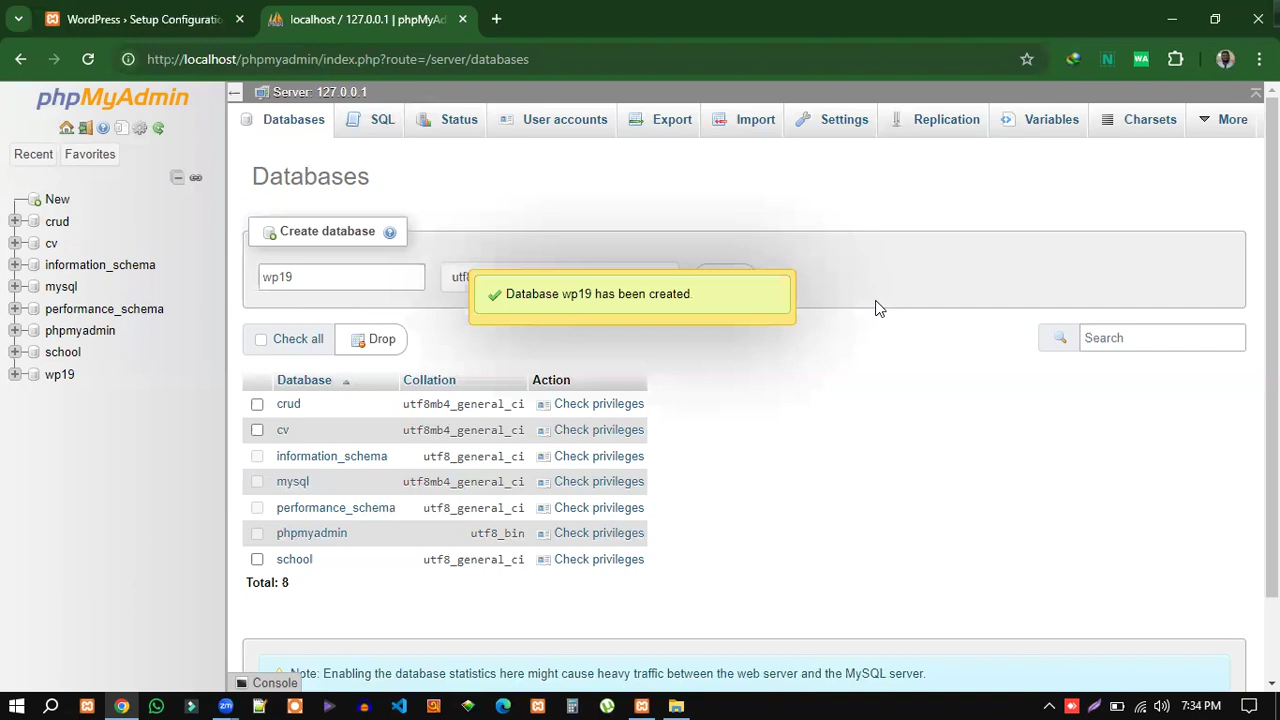 WordPress › Setup Configuratio
localhost / 127.0.0.1 | phpMyAd
http://localhost/phpmyadmin/index.php?route=/server/databases
N
WA
phpMyAdmin
Server: 127.0.0.1
Databases
SQL
Status
User accounts
Export
Import
Settings
Replication
Variables
Charsets
More
Recent
Favorites
New
crud
cv
information_schema
mysql
performance_schema
phpmyadmin
school
wp19
Databases
Create database
wp19
utf8
Database wp19 has been created.
Check all
Drop
Search
Database Collation Action
crud utf8mb4_general_ci Check privileges
cv utf8mb4_general_ci Check privileges
information_schema utf8_general_ci Check privileges
mysql utf8mb4_general_ci Check privileges
performance_schema utf8_general_ci Check privileges
phpmyadmin utf8_bin Check privileges
school utf8_general_ci Check privileges
Total: 8
Note: Enabling the database statistics here might cause heavy traffic between the web server and the MySQL server.
Console
7:34 PM